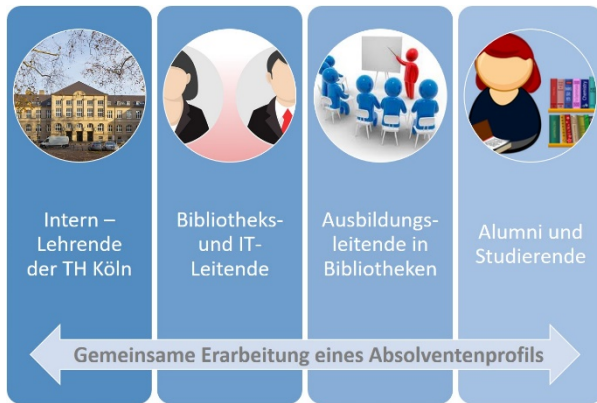 Intern –
Lehrende
der TH Köln
Bibliotheks-
und IT-
Leitende
Ausbildungs-
leitende in
Bibliotheken
Alumni und
Studierende
Gemeinsame Erarbeitung eines Absolventenprofils